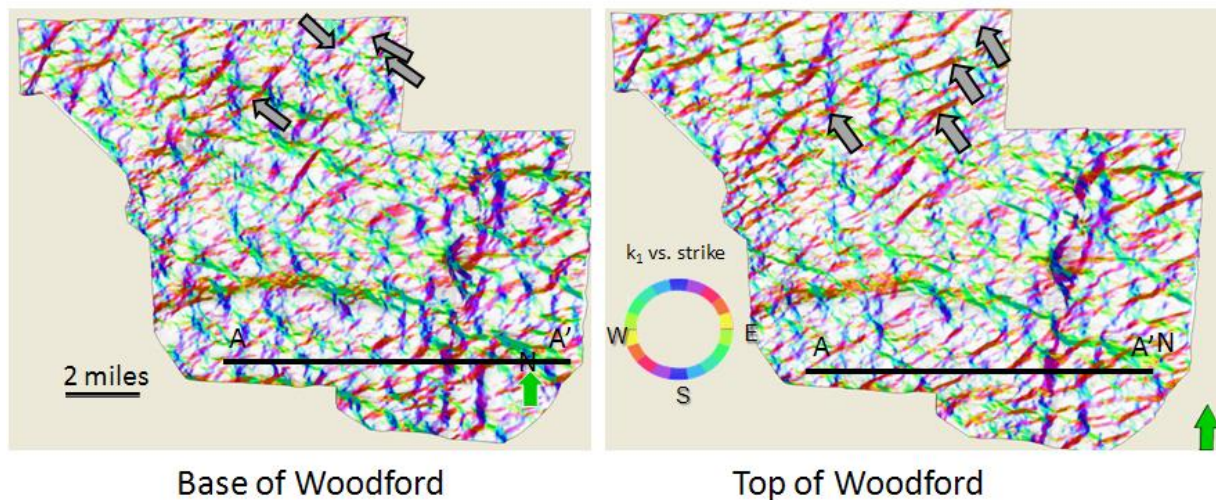 k₁ vs. strike
W
E
S
A
A'
N
2 miles
A
A'
N
Base of Woodford
Top of Woodford